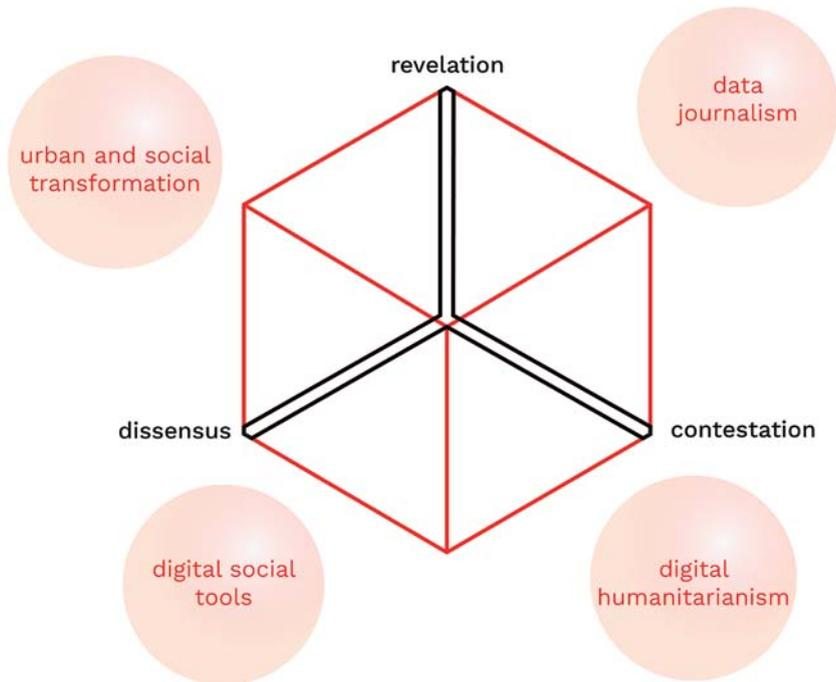 revelation
data
journalism
urban and social
transformation
dissensus
contestation
digital social
tools
digital
humanitarianism